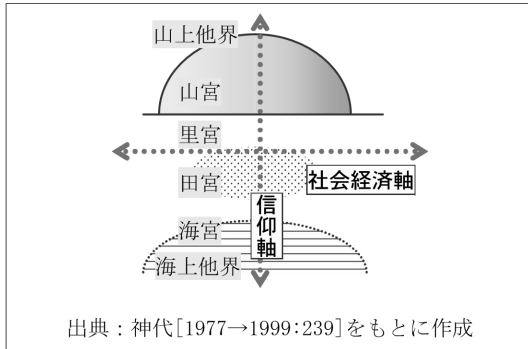 山上他界
山宮
里宮
田宮
社会経済軸
信仰軸
海宮
海上他界
出典：神代[1977→1999:239]をもとに作成